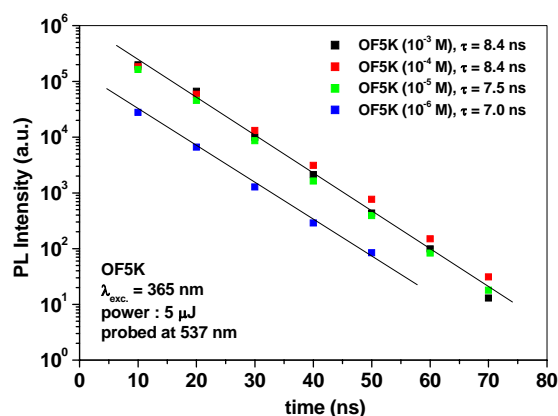 10⁶
10⁵
10⁴
10³
10²
10¹
10⁰
PL Intensity (a.u.)
OF5K (10⁻³ M), τ = 8.4 ns
OF5K (10⁻⁴ M), τ = 8.4 ns
OF5K (10⁻⁵ M), τ = 7.5 ns
OF5K (10⁻⁶ M), τ = 7.0 ns
OF5K
λexc. = 365 nm
power : 5 μJ
probed at 537 nm
0 10 20 30 40 50 60 70 80
time (ns)